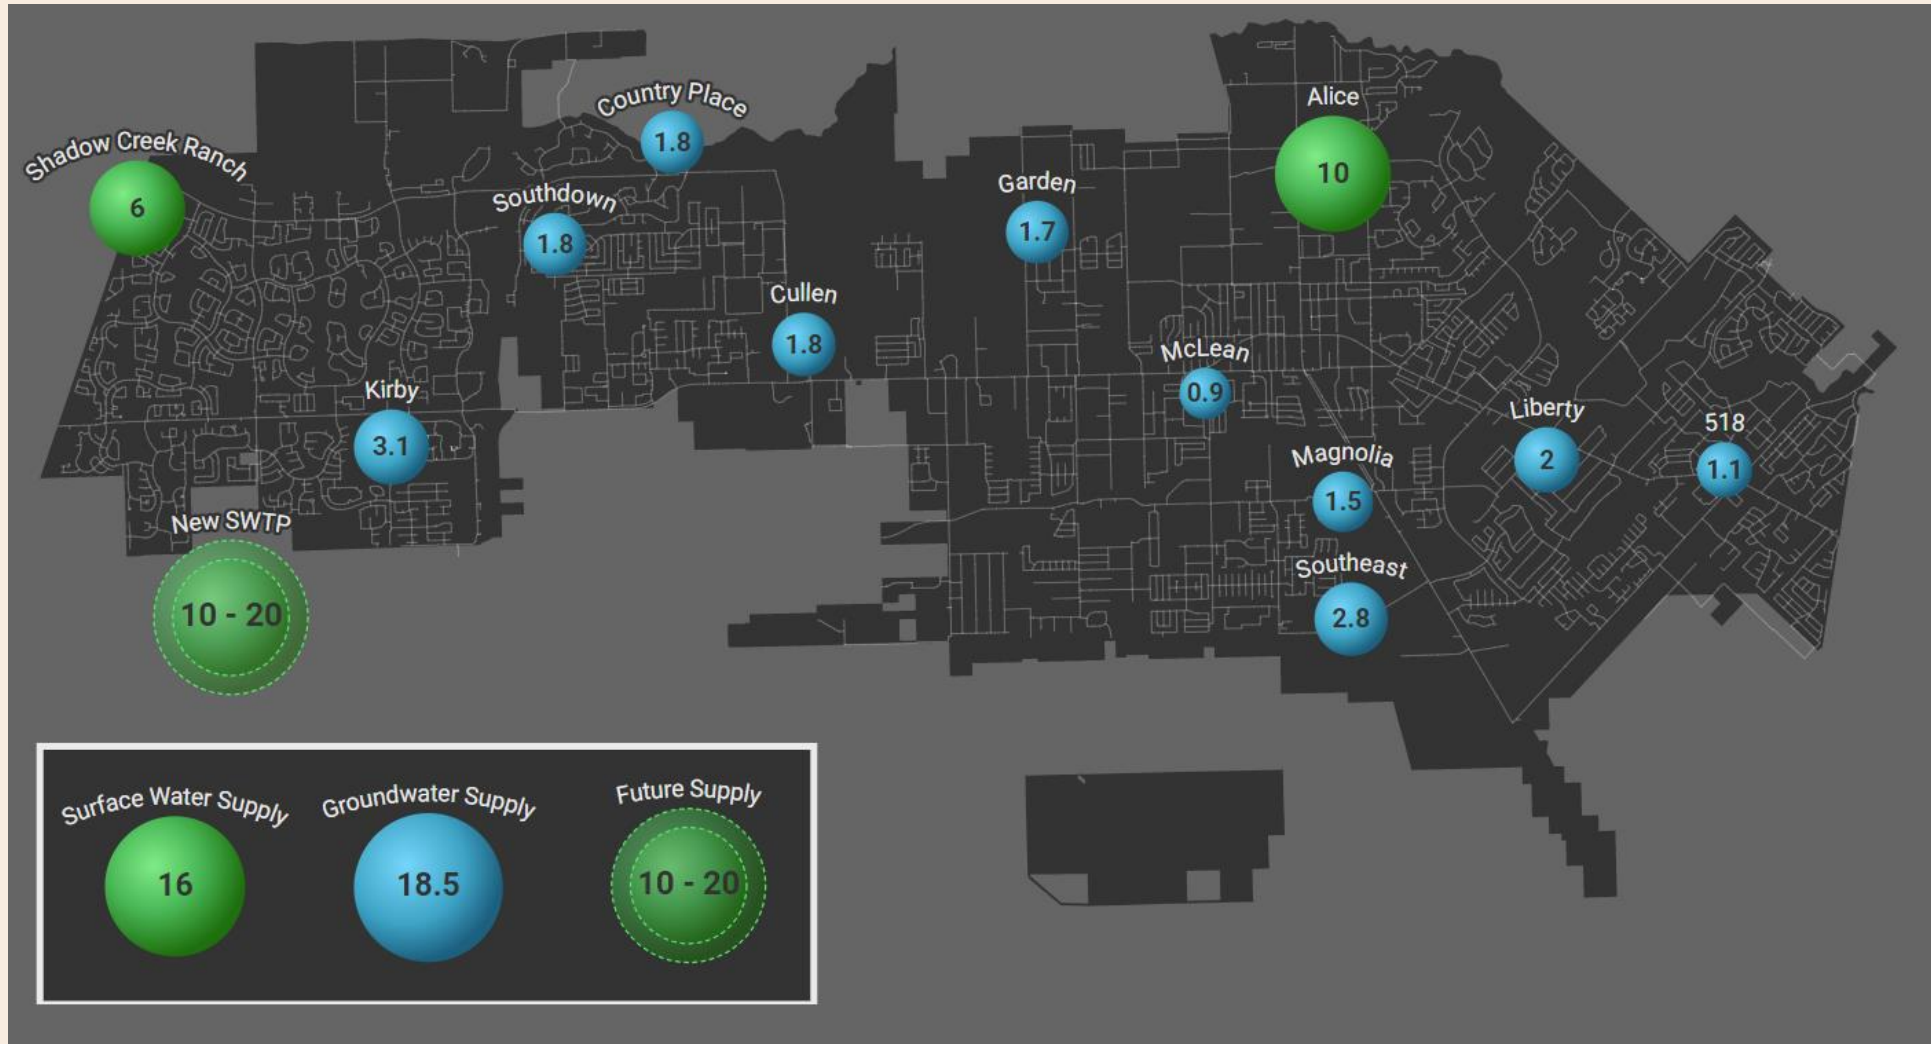 Country Place
1.8
Alice
10
Shadow Creek Ranch
6
Southdown
1.8
Garden
1.7
Cullen
1.8
McLean
0.9
Kirby
3.1
Liberty
2
518
1.1
Magnolia
1.5
New SWTP
10 - 20
Southeast
2.8
Surface Water Supply
16
Groundwater Supply
18.5
Future Supply
10 - 20